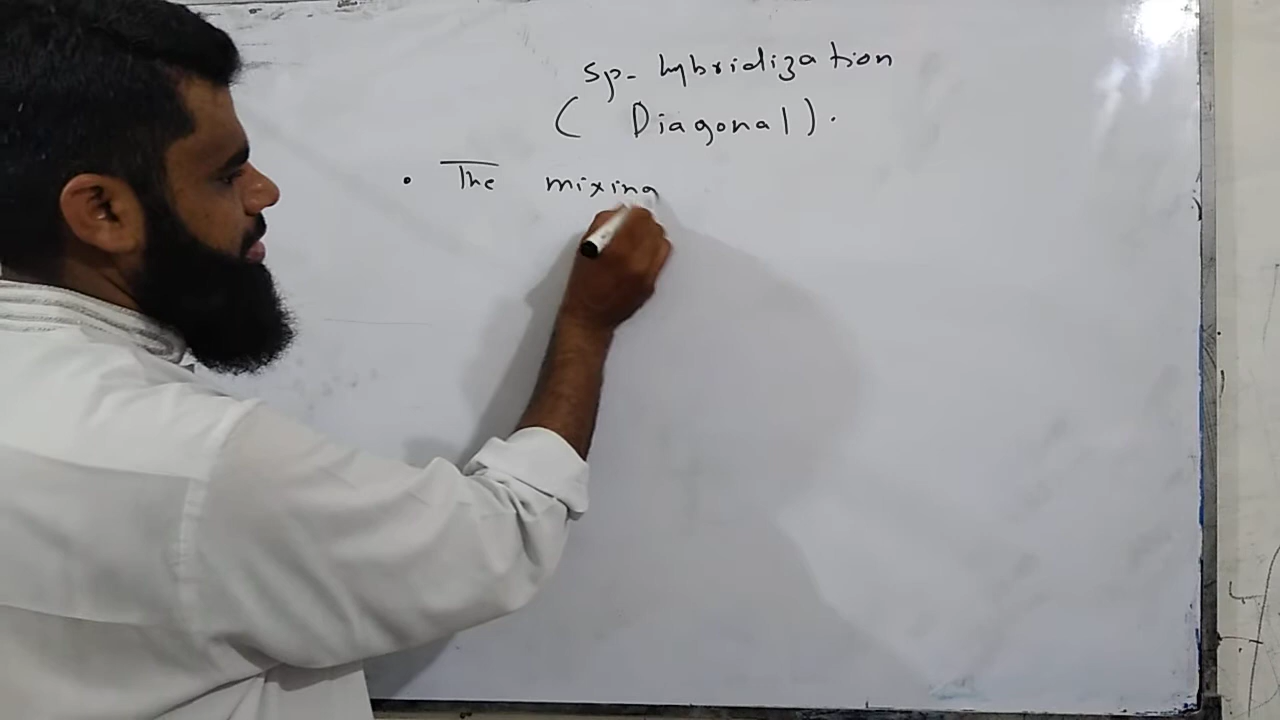 sp- hybridization
( Diagonal).
• The mixing